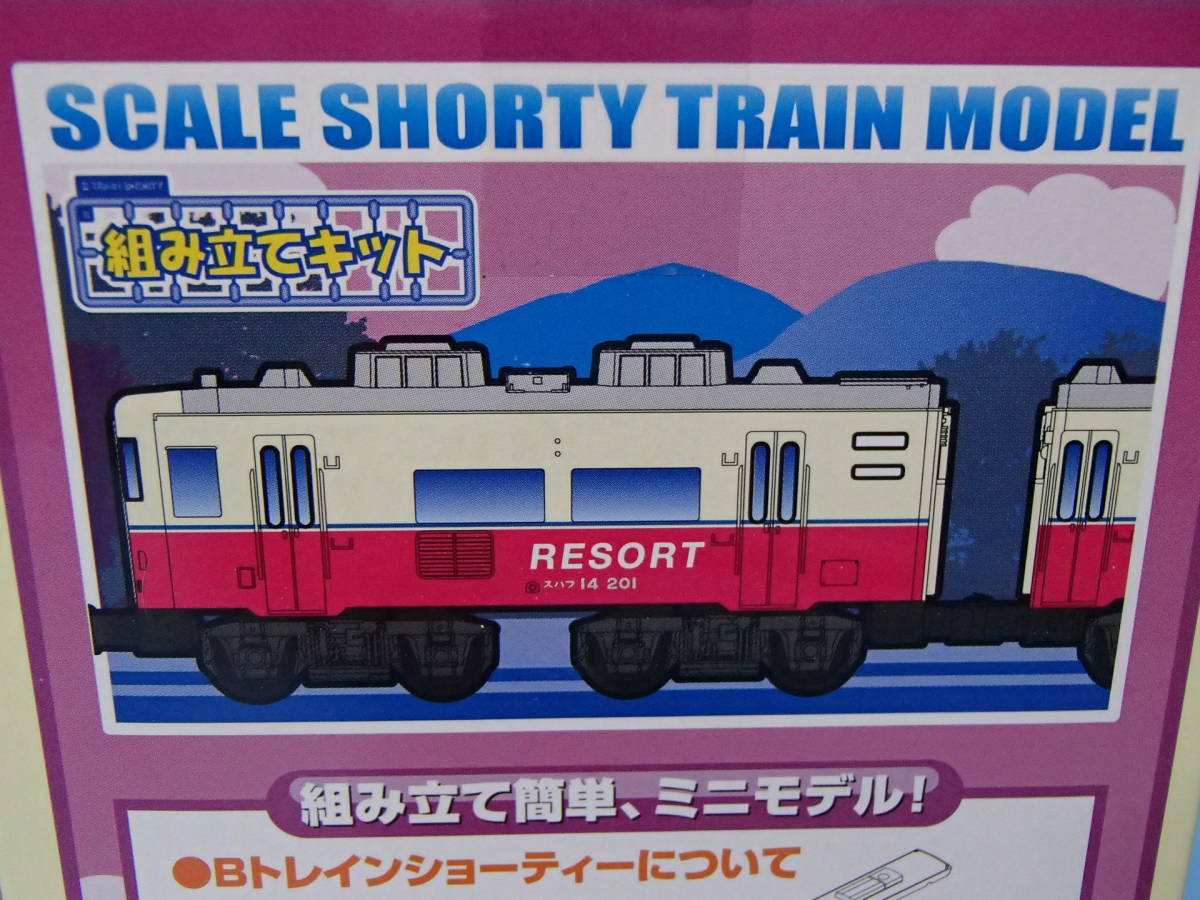 SCALE SHORTY TRAIN MODEL
組み立てキット
RESORT
スハフ 14 201
組み立て簡単、ミニモデル!
●Bトレインショーティーについて